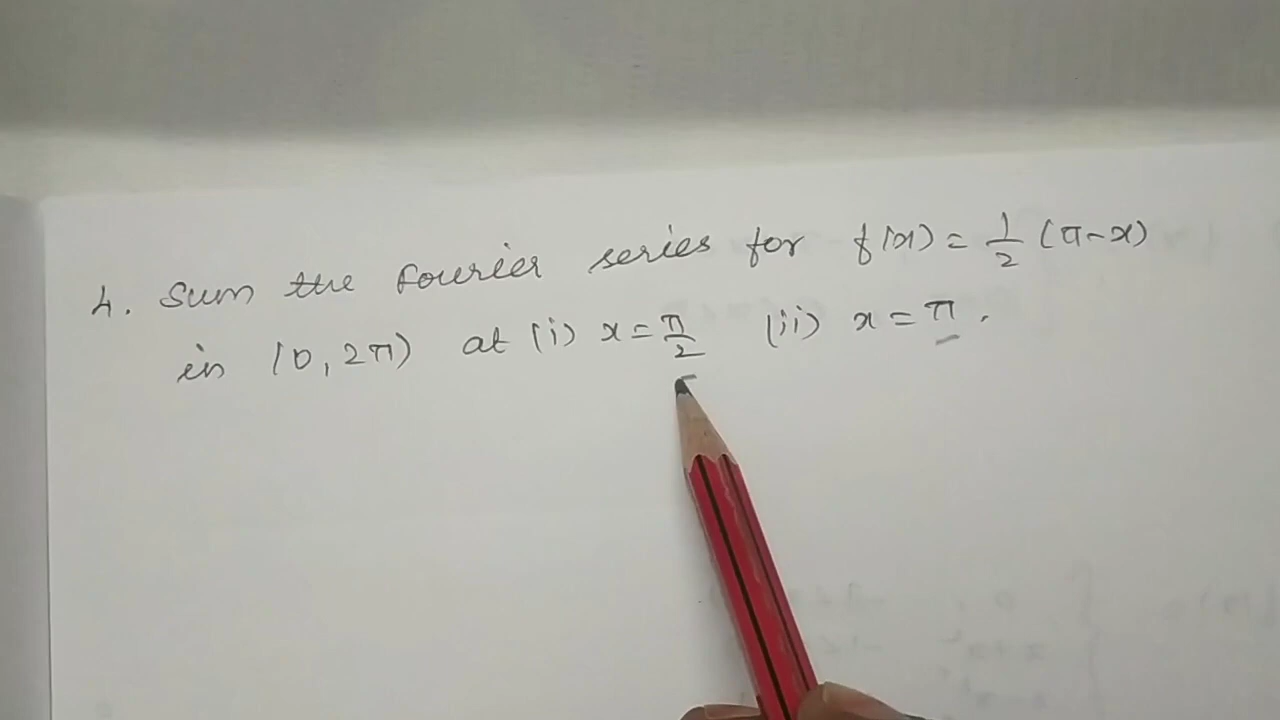 4. Sum the Fourier series for f(x) = 1/2 (π-x)
in (0, 2π) at (i) x = π/2 (ii) x = π.